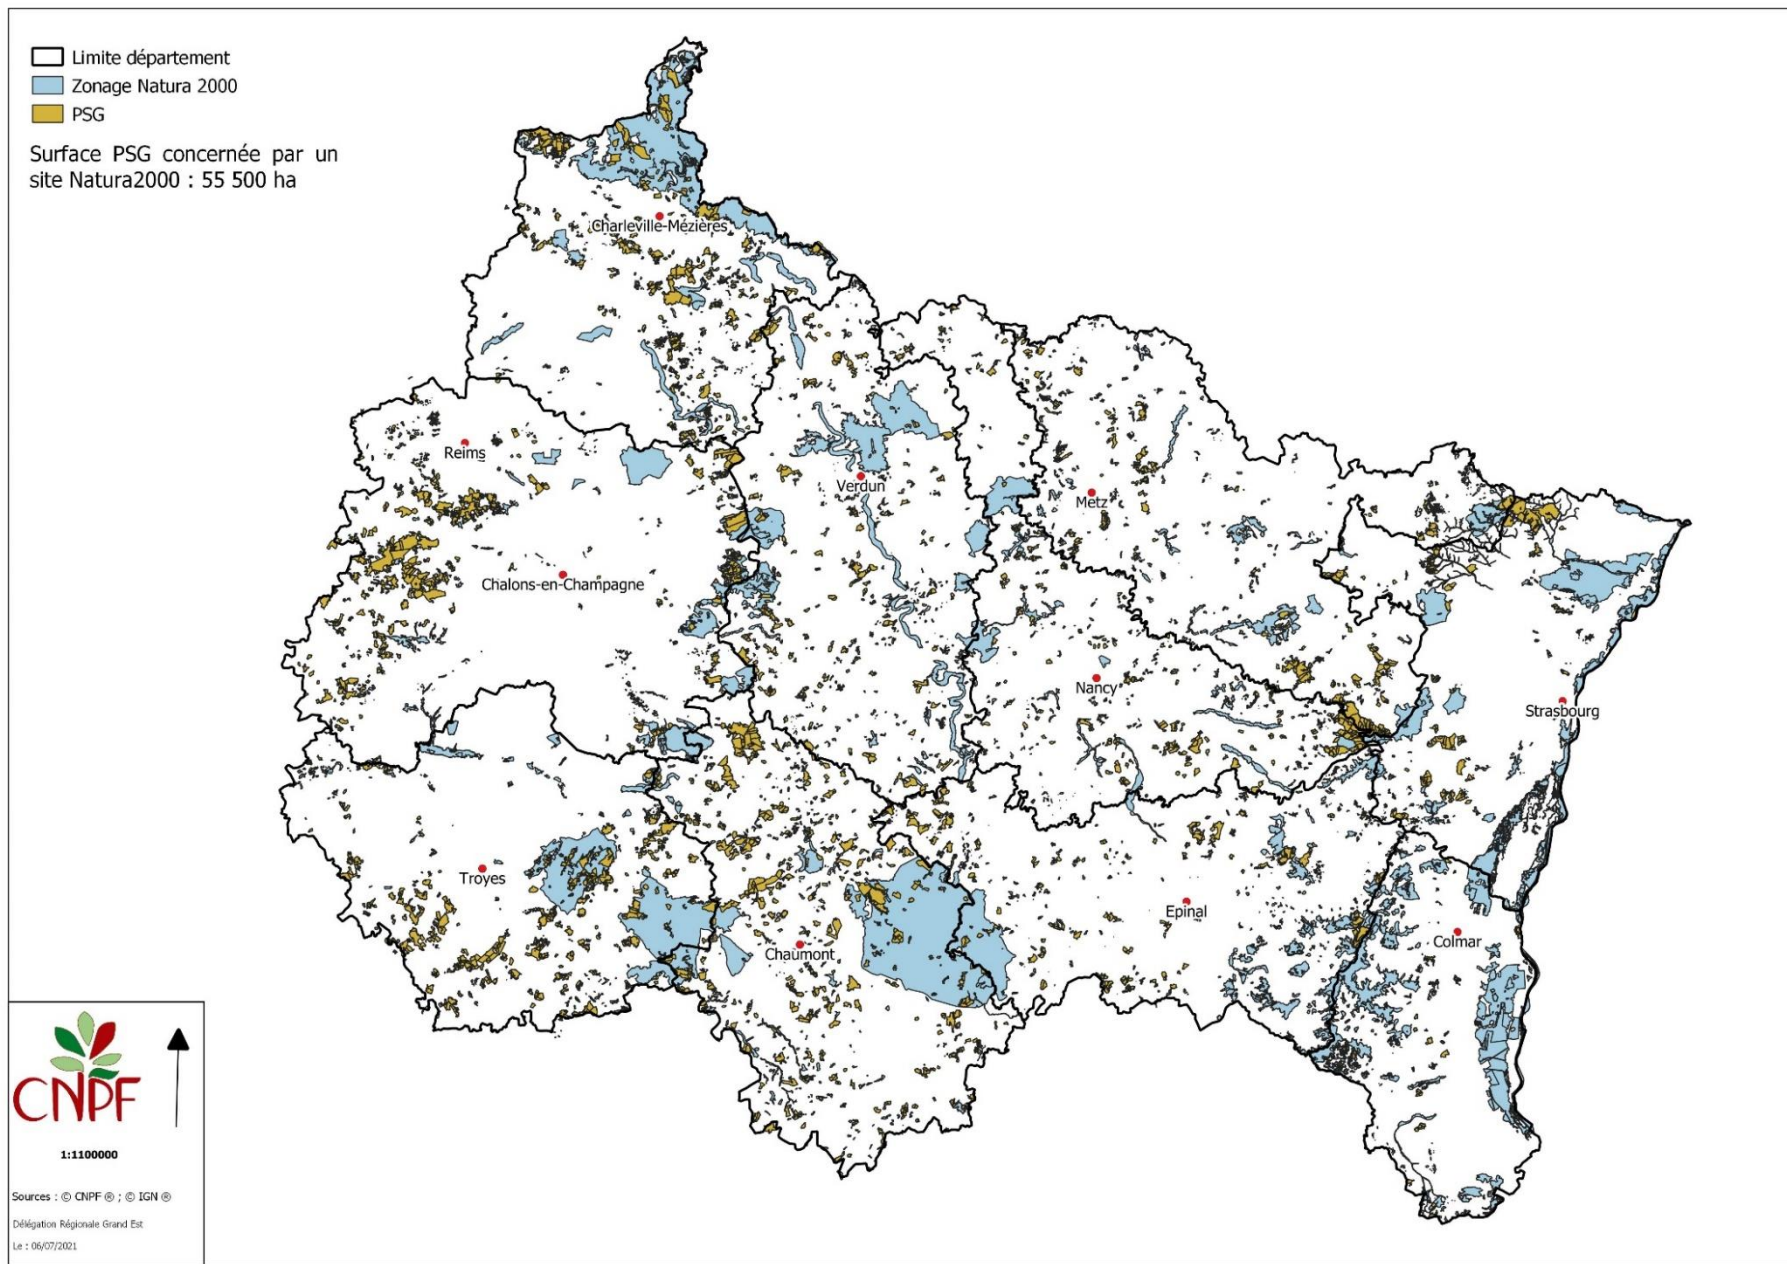 Limite département
Zonage Natura 2000
PSG
Surface PSG concernée par un
site Natura2000 : 55 500 ha
Charleville-Mézières
Reims
Verdun
Metz
Chalons-en-Champagne
Nancy
Strasbourg
Troyes
Epinal
Chaumont
Colmar
CNPF
1:1100000
Sources : © CNPF ® ; © IGN ®
Délégation Régionale Grand Est
Le : 06/07/2021